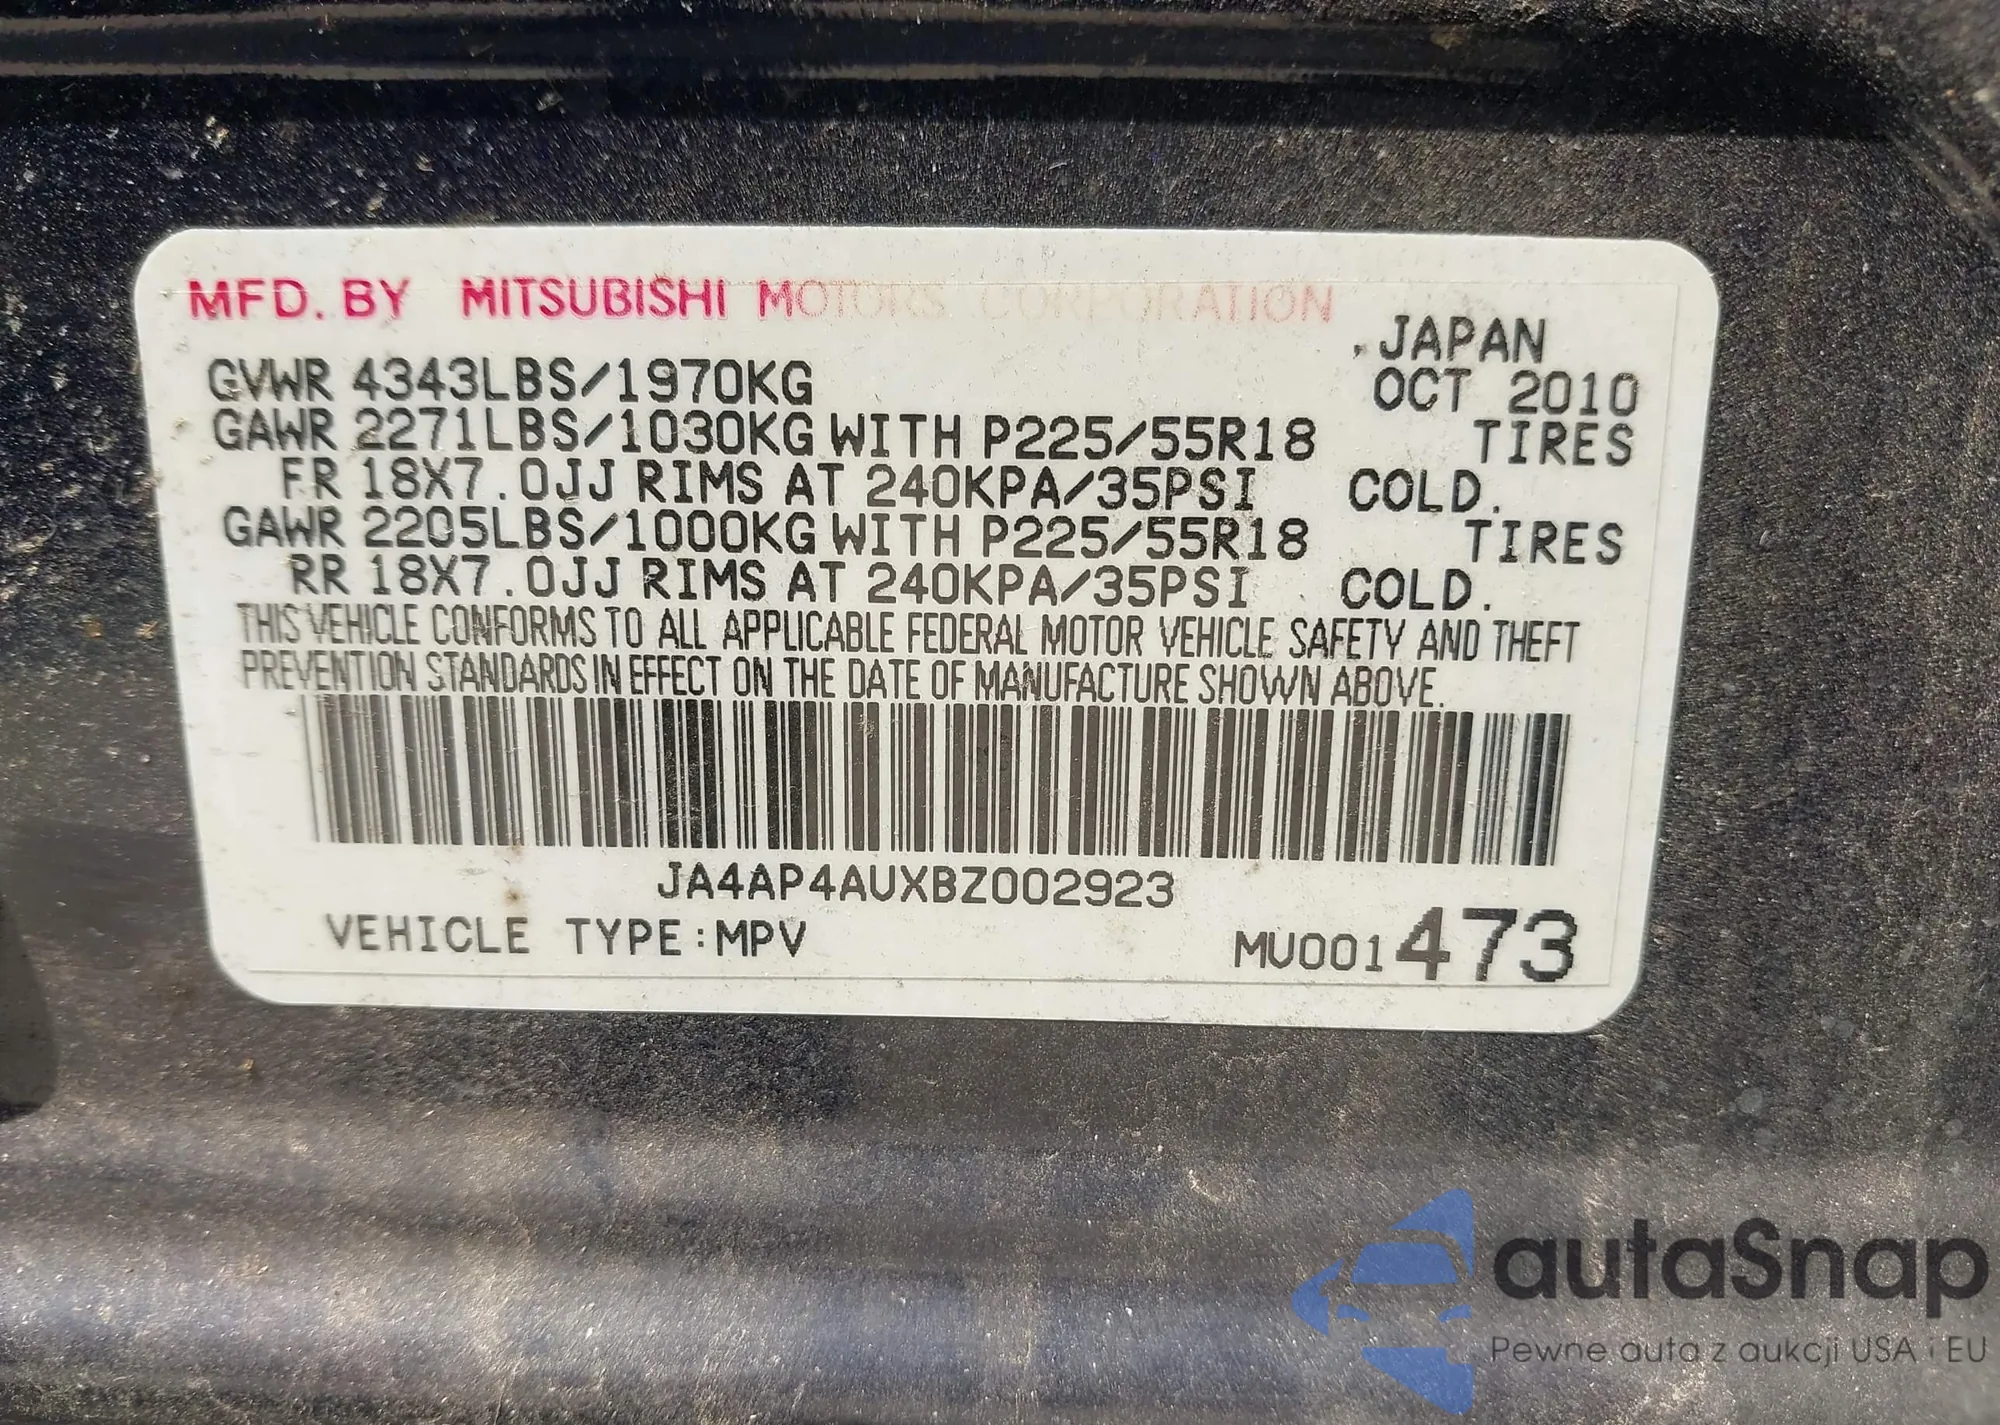 MFD. BY MITSUBISHI MOTORS CORPORATION
JAPAN
GVWR 4343LBS/1970KG OCT 2010
GAWR 2271LBS/1030KG WITH P225/55R18 TIRES
FR 18X7.0JJ RIMS AT 240KPA/35PSI COLD.
GAWR 2205LBS/1000KG WITH P225/55R18 TIRES
RR 18X7.0JJ RIMS AT 240KPA/35PSI COLD.
THIS VEHICLE CONFORMS TO ALL APPLICABLE FEDERAL MOTOR VEHICLE SAFETY AND THEFT
PREVENTION STANDARDS IN EFFECT ON THE DATE OF MANUFACTURE SHOWN ABOVE.
JA4AP4AUXBZ002923
VEHICLE TYPE:MPV MU001473
autaSnap
Pewne auta z aukcji USA i EU